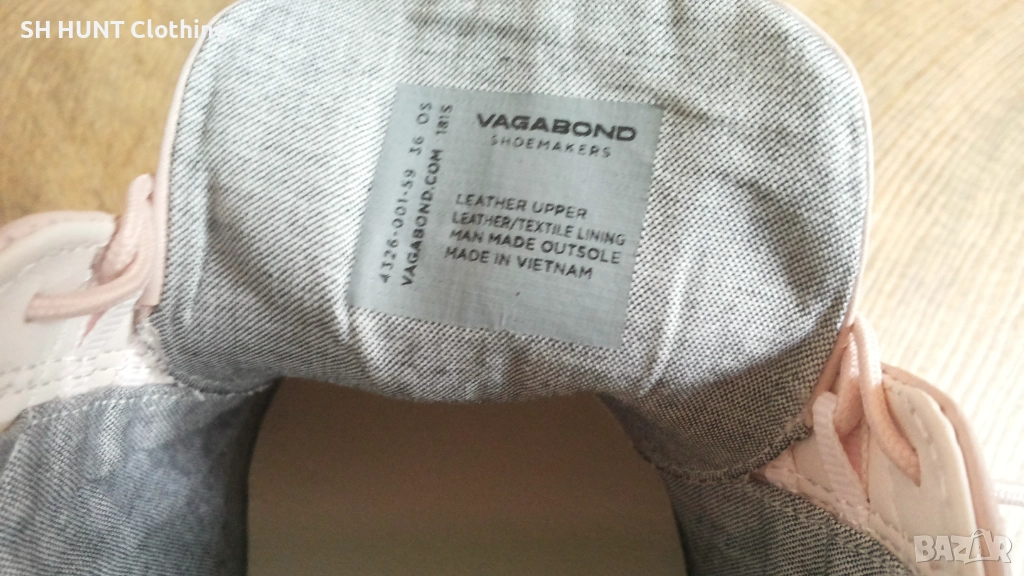 SH HUNT Clothing
VAGABOND
SHOEMAKERS
LEATHER UPPER
LEATHER/TEXTILE LINING
MAN MADE OUTSOLE
MADE IN VIETNAM
4326-001-59 36 OS
VAGABOND.COM 1815
BAZAR